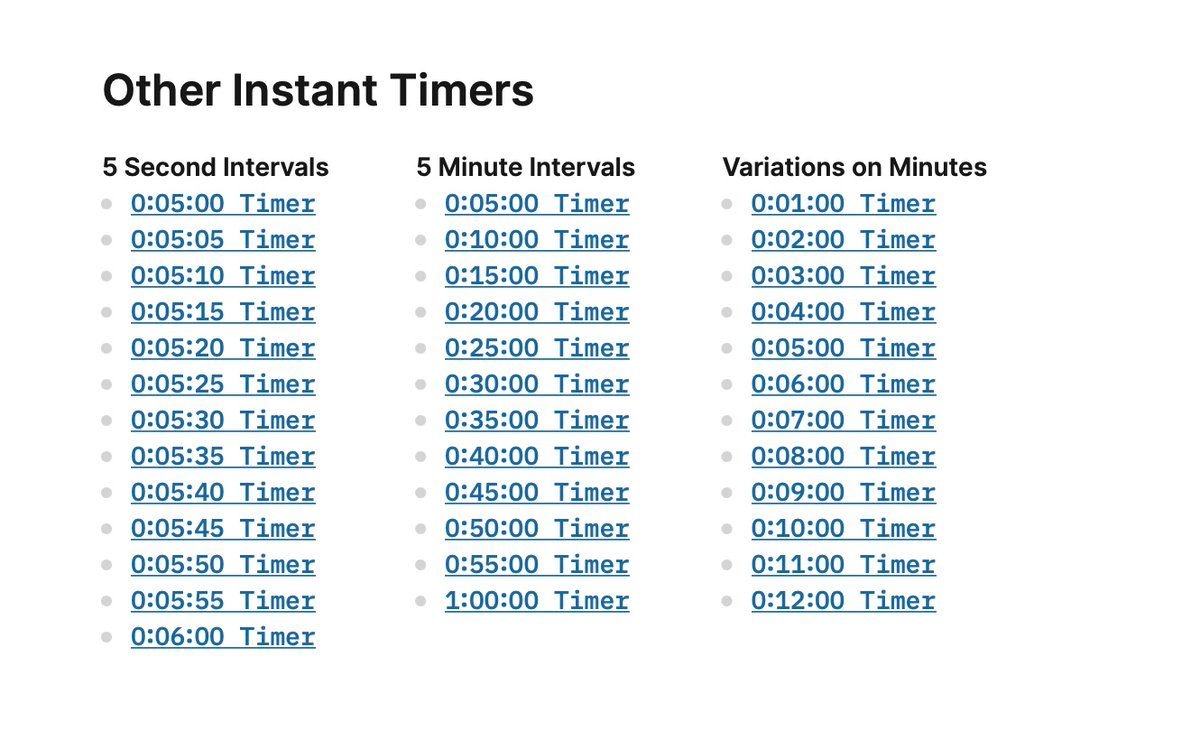 Other Instant Timers
5 Second Intervals
0:05:00 Timer
0:05:05 Timer
0:05:10 Timer
0:05:15 Timer
0:05:20 Timer
0:05:25 Timer
0:05:30 Timer
0:05:35 Timer
0:05:40 Timer
0:05:45 Timer
0:05:50 Timer
0:05:55 Timer
0:06:00 Timer
5 Minute Intervals
0:05:00 Timer
0:10:00 Timer
0:15:00 Timer
0:20:00 Timer
0:25:00 Timer
0:30:00 Timer
0:35:00 Timer
0:40:00 Timer
0:45:00 Timer
0:50:00 Timer
0:55:00 Timer
1:00:00 Timer
Variations on Minutes
0:01:00 Timer
0:02:00 Timer
0:03:00 Timer
0:04:00 Timer
0:05:00 Timer
0:06:00 Timer
0:07:00 Timer
0:08:00 Timer
0:09:00 Timer
0:10:00 Timer
0:11:00 Timer
0:12:00 Timer